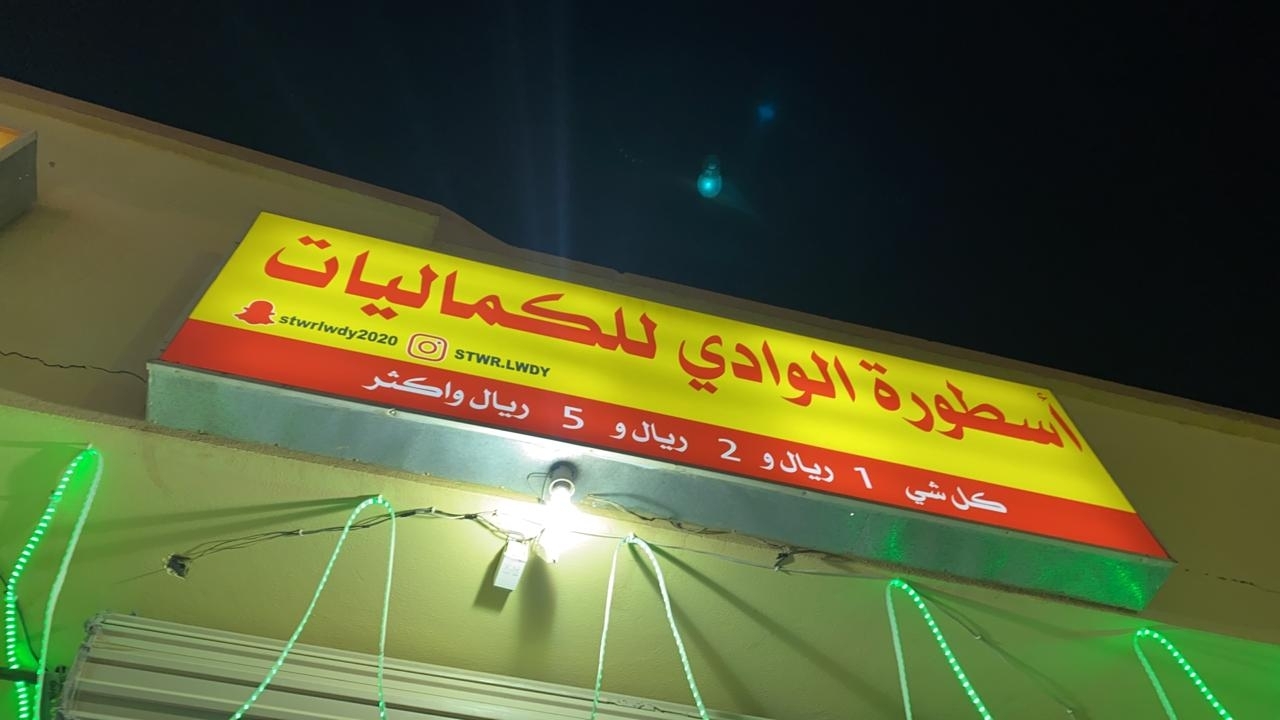 أسطورة الوادي للكماليات
stwrlwdy2020 STWR.LWDY
كل شي 1 ريال و 2 ريال و 5 ريال واكثر